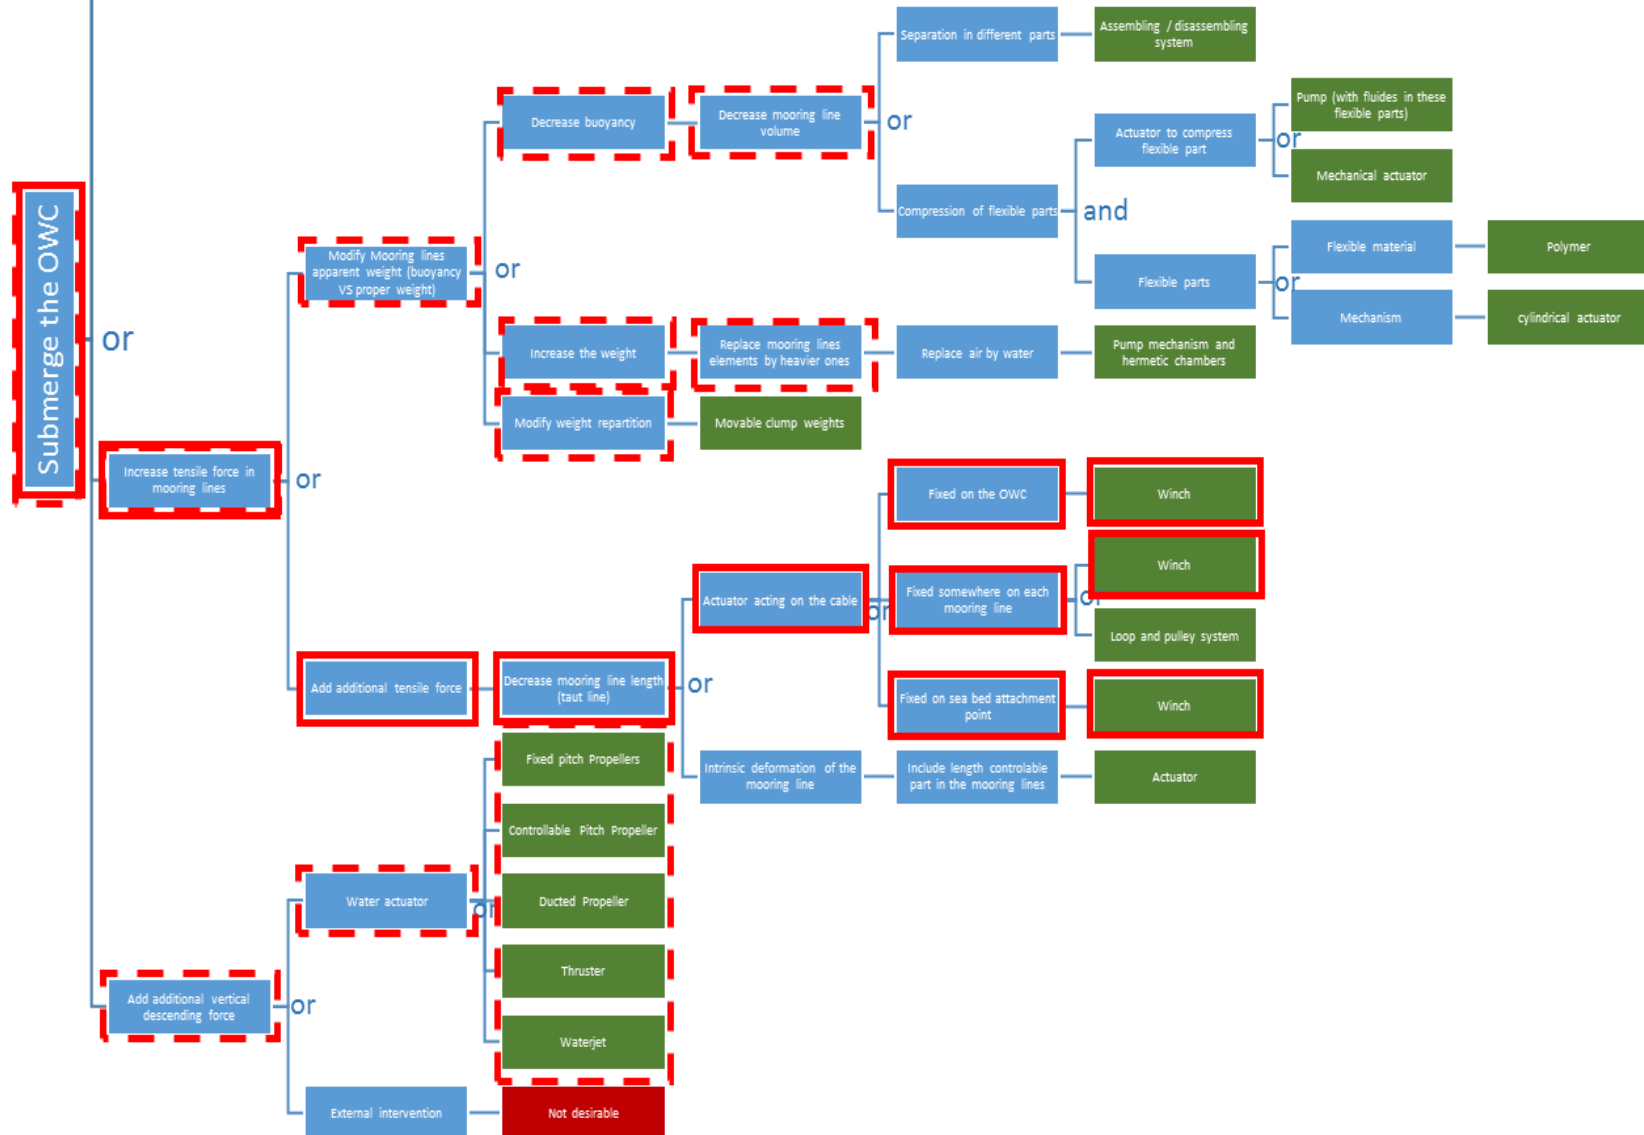 Submerge the OWC
or
Increase tensile force in
mooring lines
or
Modify Mooring lines
apparent weight (buoyancy
VS proper weight)
or
Decrease buoyancy
Decrease mooring line
volume
or
Separation in different parts
Assembling / disassembling
system
Compression of flexible parts
and
Actuator to compress
flexible part
or
Pump (with fluides in these
flexible parts)
Mechanical actuator
Flexible parts
or
Flexible material
Polymer
Mechanism
cylindrical actuator
Increase the weight
Replace mooring lines
elements by heavier ones
Replace air by water
Pump mechanism and
hermetic chambers
Modify weight repartition
Movable clump weights
Add additional tensile force
Decrease mooring line length
(taut line)
or
Actuator acting on the cable
or
Fixed on the OWC
Winch
Fixed somewhere on each
mooring line
or
Winch
Loop and pulley system
Fixed on sea bed attachment
point
Winch
Intrinsic deformation of the
mooring line
Include length controlable
part in the mooring lines
Actuator
Add additional vertical
descending force
or
Water actuator
or
Fixed pitch Propellers
Controllable Pitch Propeller
Ducted Propeller
Thruster
Waterjet
External intervention
Not desirable